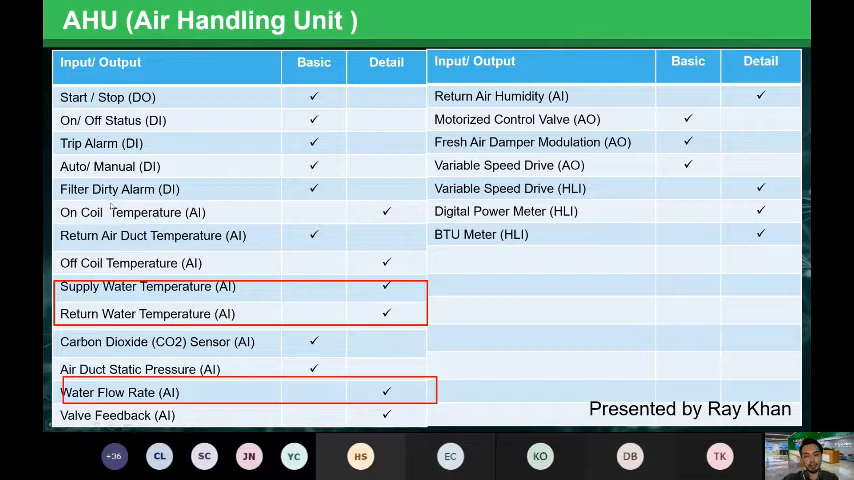 AHU (Air Handling Unit )
Input/ Output Basic Detail
Start / Stop (DO) ✓
On/ Off Status (DI) ✓
Trip Alarm (DI) ✓
Auto/ Manual (DI) ✓
Filter Dirty Alarm (DI) ✓
On Coil Temperature (AI) ✓
Return Air Duct Temperature (AI) ✓
Off Coil Temperature (AI) ✓
Supply Water Temperature (AI) ✓
Return Water Temperature (AI) ✓
Carbon Dioxide (CO2) Sensor (AI) ✓
Air Duct Static Pressure (AI) ✓
Water Flow Rate (AI) ✓
Valve Feedback (AI) ✓
Input/ Output Basic Detail
Return Air Humidity (AI) ✓
Motorized Control Valve (AO) ✓
Fresh Air Damper Modulation (AO) ✓
Variable Speed Drive (AO) ✓
Variable Speed Drive (HLI) ✓
Digital Power Meter (HLI) ✓
BTU Meter (HLI) ✓
Presented by Ray Khan
+36 CL SC JN YC HS EC KO DB TK